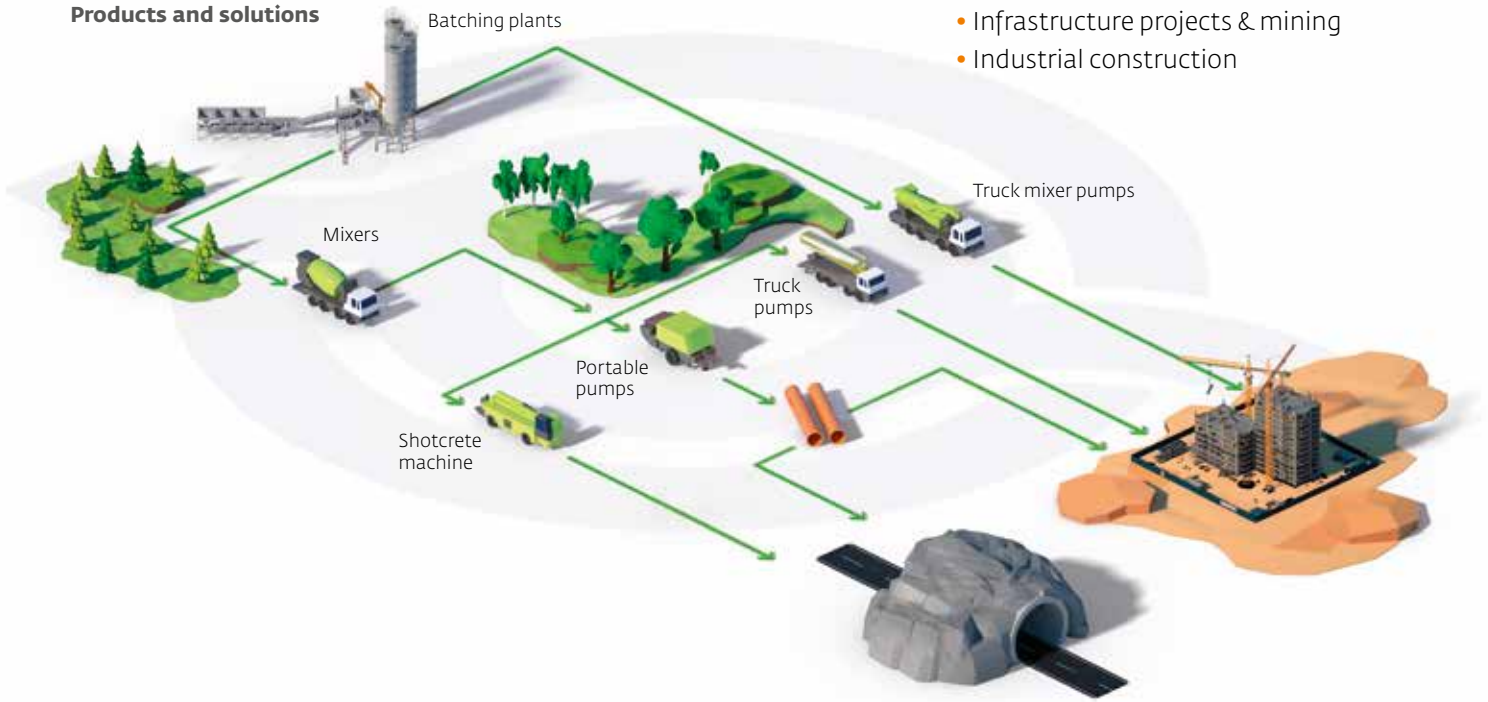 Products and solutions
Batching plants
• Infrastructure projects & mining
• Industrial construction
Truck mixer pumps
Mixers
Truck
pumps
Portable
pumps
Shotcrete
machine